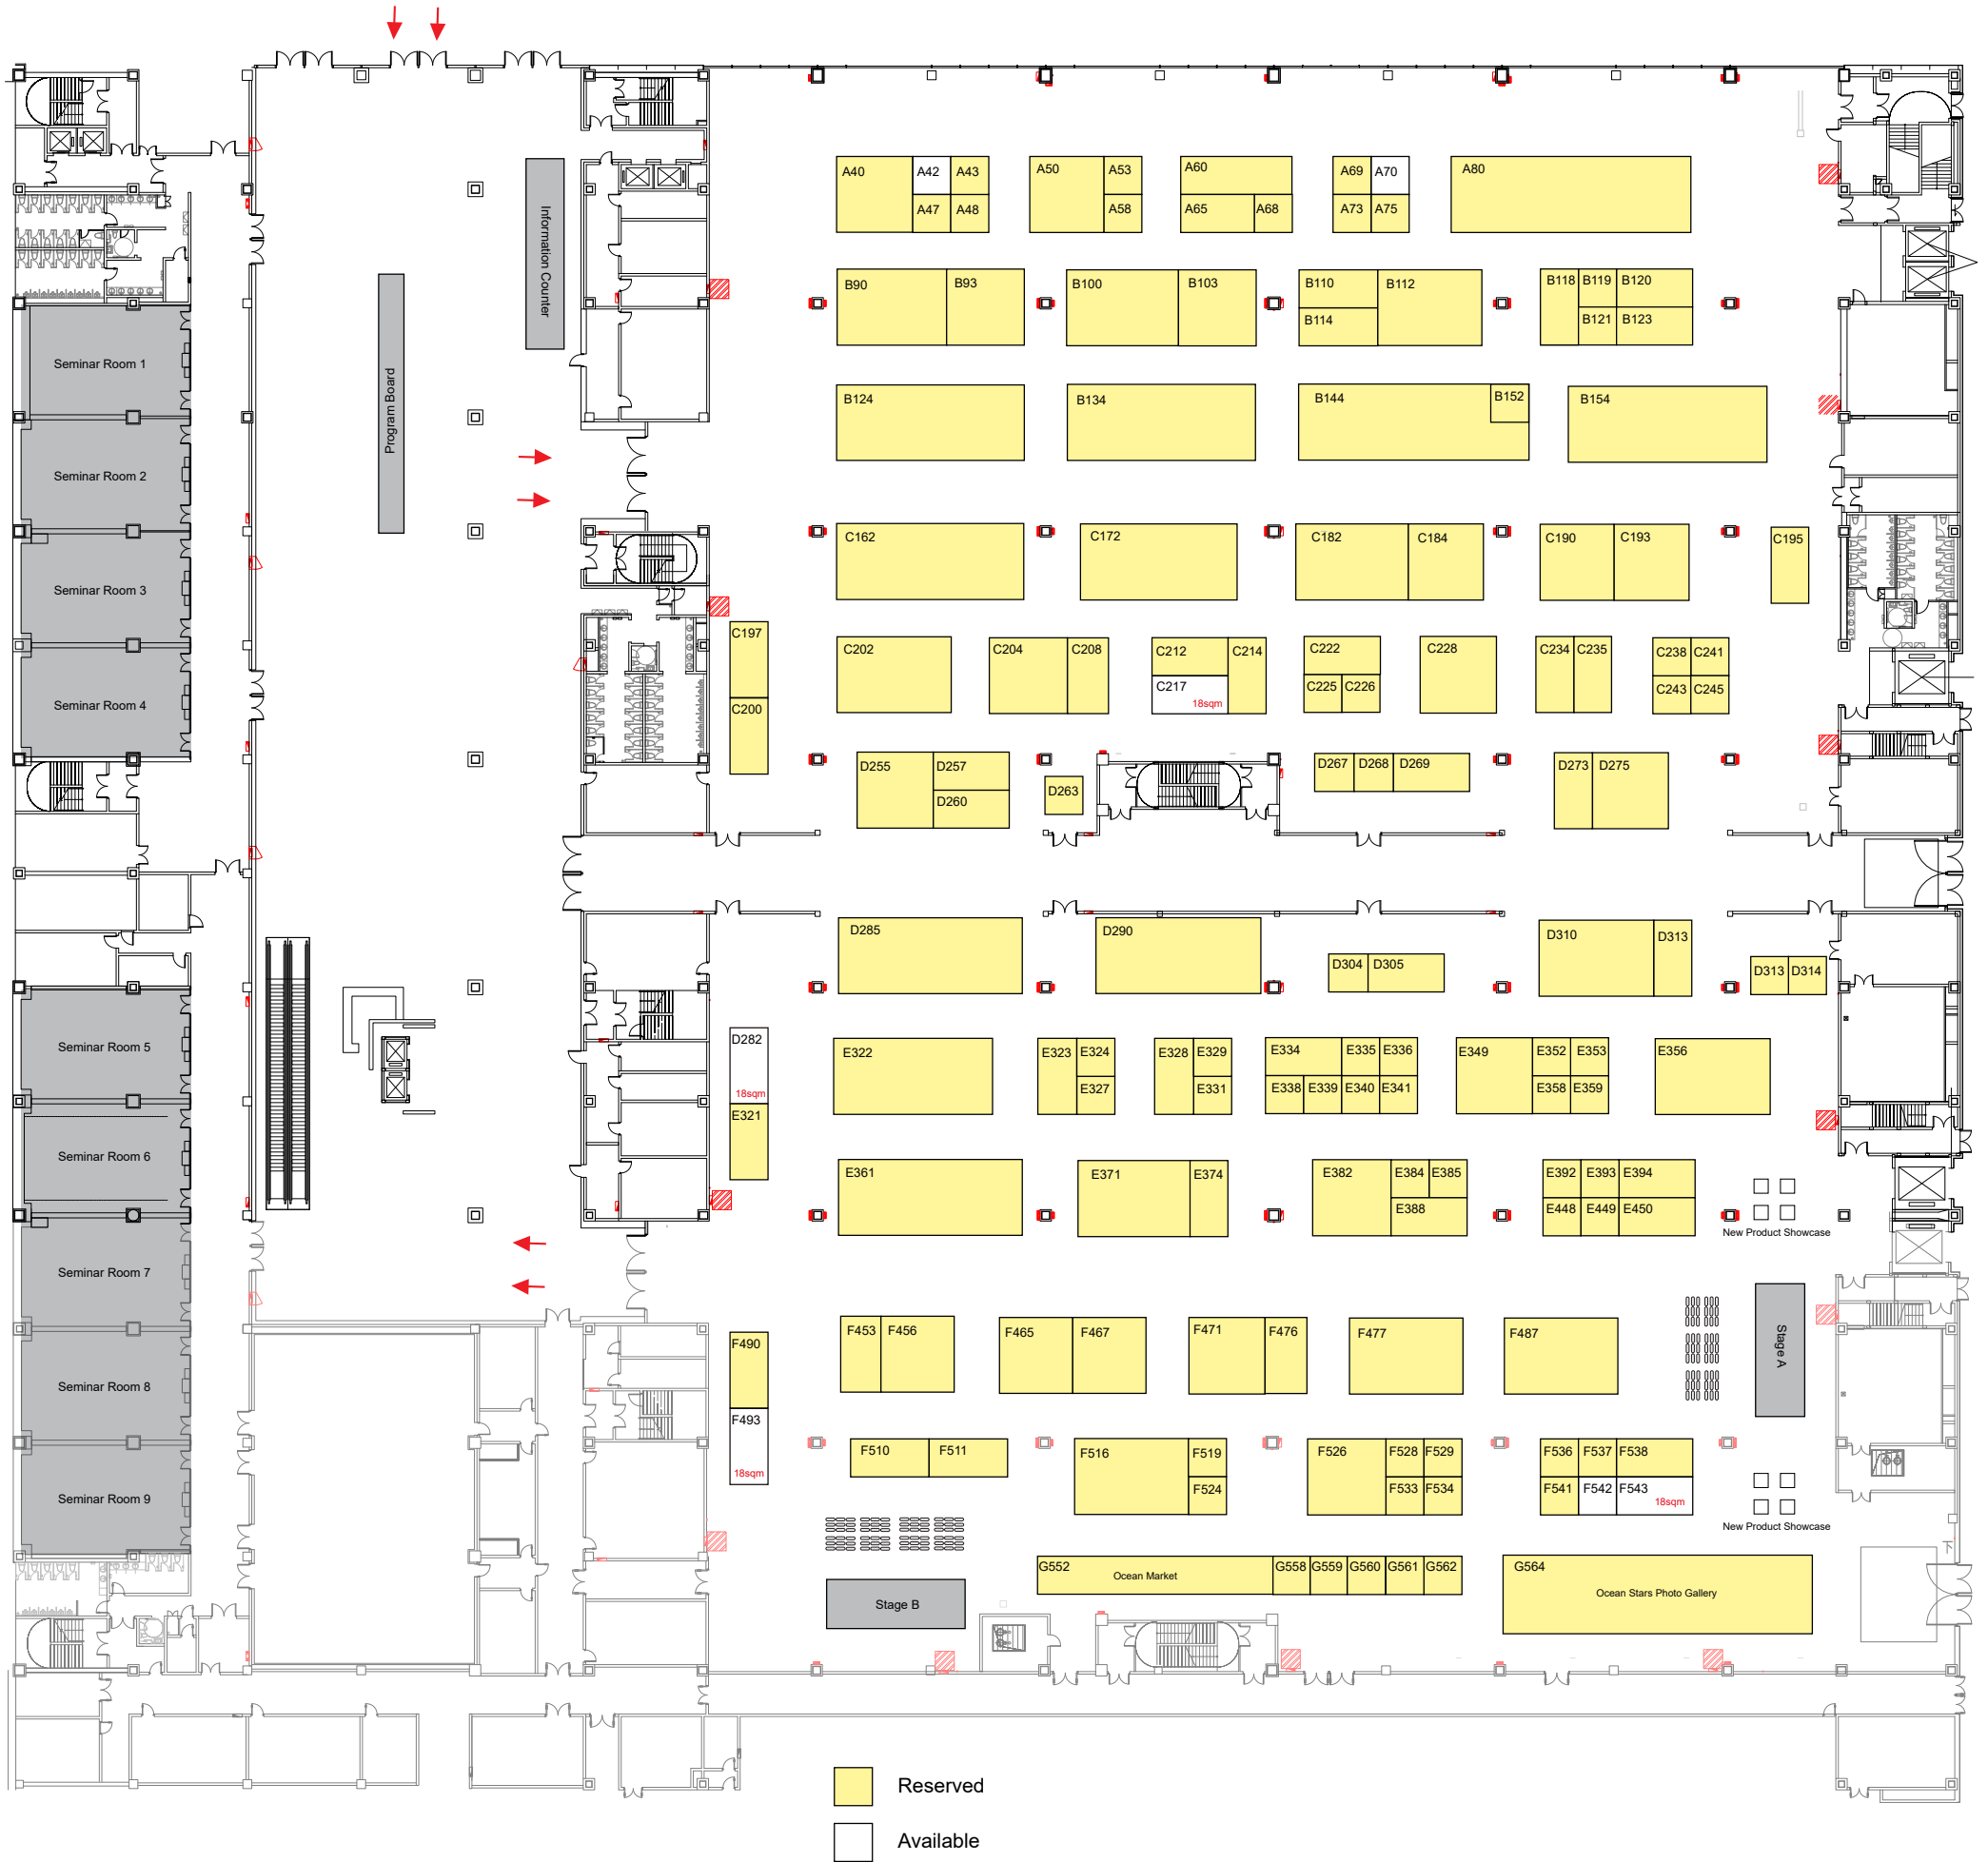 A40
A42
A43
A47
A48
A50
A53
A58
A60
A65
A68
A69
A70
A73
A75
A80
Information Counter
Program Board
B90
B93
B100
B103
B110
B112
B114
B118
B119
B120
B121
B123
Seminar Room 1
B124
B134
B144
B152
B154
Seminar Room 2
C162
C172
C182
C184
C190
C193
C195
Seminar Room 3
C197
C200
C202
C204
C208
C212
C214
C217
18sqm
C222
C225
C226
C228
C234
C235
C238
C241
C243
C245
Seminar Room 4
D255
D257
D260
D263
D267
D268
D269
D273
D275
D285
D290
D304
D305
D310
D313
D313
D314
Seminar Room 5
D282
18sqm
E321
E322
E323
E324
E327
E328
E329
E331
E334
E335
E336
E338
E339
E340
E341
E349
E352
E353
E358
E359
E356
Seminar Room 6
E361
E371
E374
E382
E384
E385
E388
E392
E393
E394
E448
E449
E450
New Product Showcase
Seminar Room 7
F453
F456
F465
F467
F471
F476
F477
F487
Stage A
Seminar Room 8
F490
F493
18sqm
F510
F511
F516
F519
F524
F526
F528
F529
F533
F534
F536
F537
F538
F541
F542
F543
18sqm
New Product Showcase
Seminar Room 9
G552
Ocean Market
G558
G559
G560
G561
G562
G564
Ocean Stars Photo Gallery
Stage B
Reserved
Available